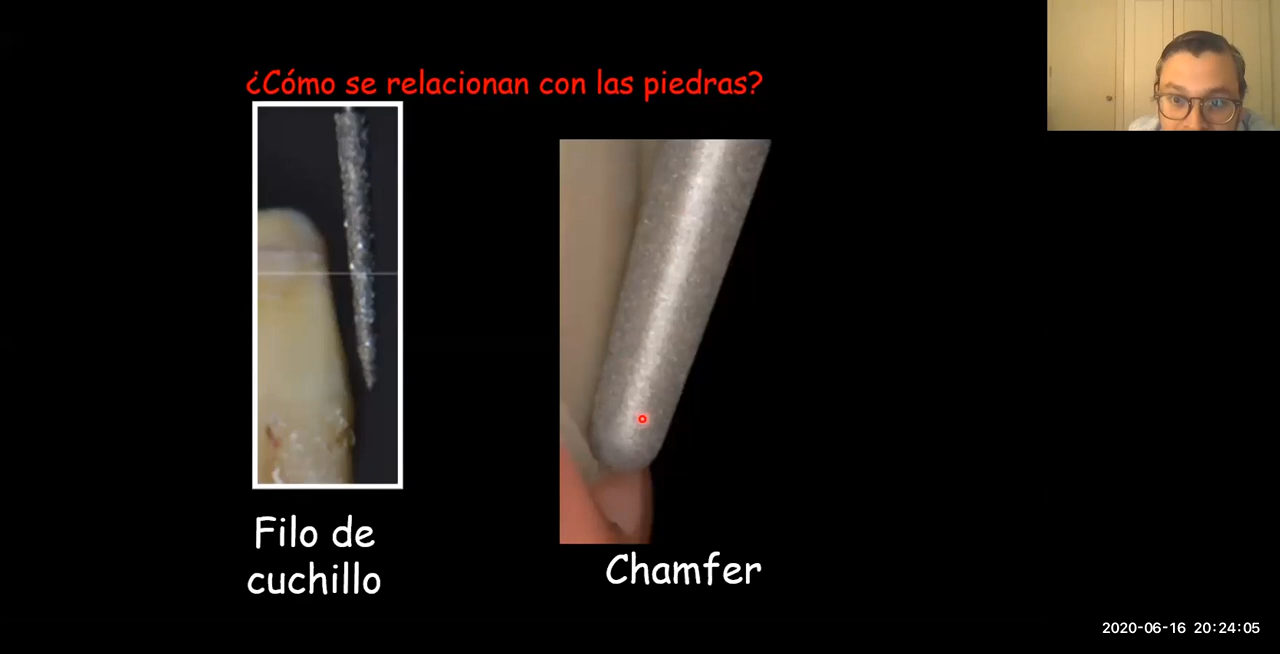 ¿Cómo se relacionan con las piedras?
Filo de
cuchillo
Chamfer
2020-06-16 20:24:05